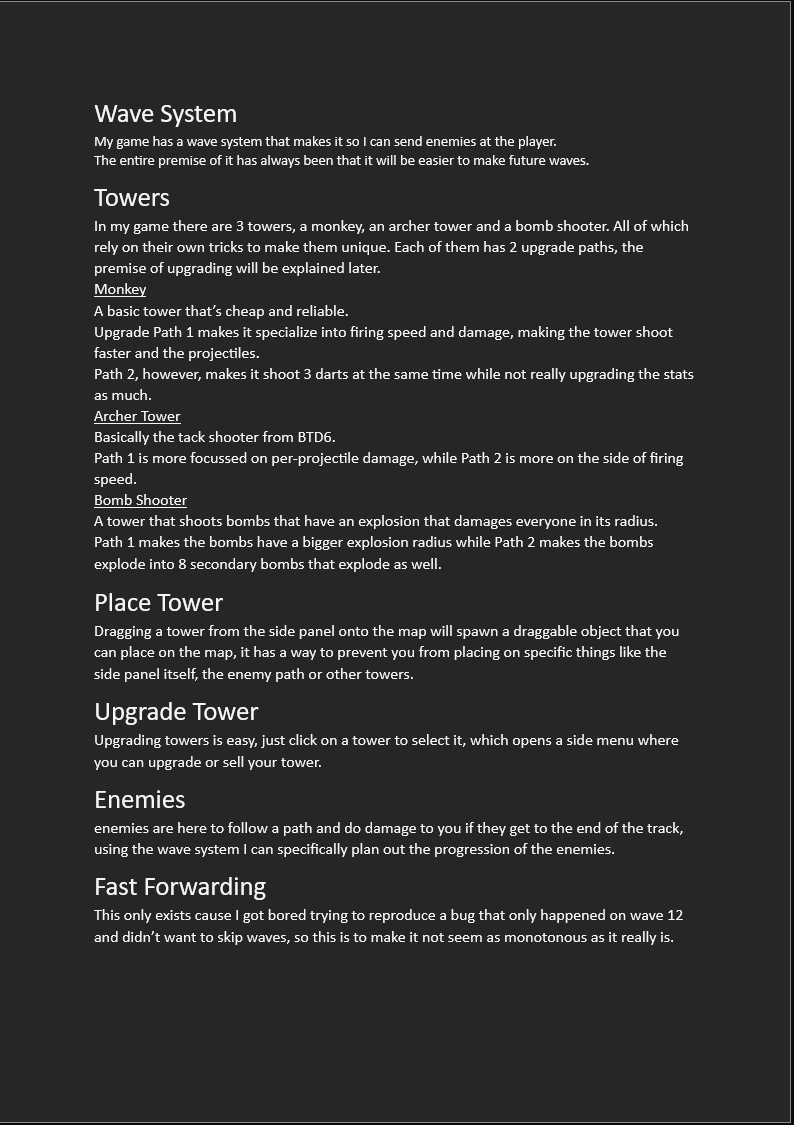 Wave System
My game has a wave system that makes it so I can send enemies at the player.
The entire premise of it has always been that it will be easier to make future waves.
Towers
In my game there are 3 towers, a monkey, an archer tower and a bomb shooter. All of which
rely on their own tricks to make them unique. Each of them has 2 upgrade paths, the
premise of upgrading will be explained later.
Monkey
A basic tower that’s cheap and reliable.
Upgrade Path 1 makes it specialize into firing speed and damage, making the tower shoot
faster and the projectiles.
Path 2, however, makes it shoot 3 darts at the same time while not really upgrading the stats
as much.
Archer Tower
Basically the tack shooter from BTD6.
Path 1 is more focussed on per-projectile damage, while Path 2 is more on the side of firing
speed.
Bomb Shooter
A tower that shoots bombs that have an explosion that damages everyone in its radius.
Path 1 makes the bombs have a bigger explosion radius while Path 2 makes the bombs
explode into 8 secondary bombs that explode as well.
Place Tower
Dragging a tower from the side panel onto the map will spawn a draggable object that you
can place on the map, it has a way to prevent you from placing on specific things like the
side panel itself, the enemy path or other towers.
Upgrade Tower
Upgrading towers is easy, just click on a tower to select it, which opens a side menu where
you can upgrade or sell your tower.
Enemies
enemies are here to follow a path and do damage to you if they get to the end of the track,
using the wave system I can specifically plan out the progression of the enemies.
Fast Forwarding
This only exists cause I got bored trying to reproduce a bug that only happened on wave 12
and didn’t want to skip waves, so this is to make it not seem as monotonous as it really is.